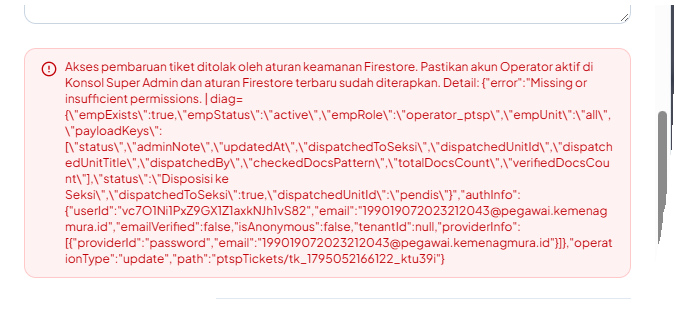 Akses pembaruan tiket ditolak oleh aturan keamanan Firestore. Pastikan akun Operator aktif di
Konsol Super Admin dan aturan Firestore terbaru sudah diterapkan. Detail: {"error":"Missing or
insufficient permissions. | diag=
{\"empExists\":true,\"empStatus\":\"active\",\"empRole\":\"operator_ptsp\",\"empUnit\":\"all\",
\"payloadKeys\":
[\"status\",\"adminNote\",\"updatedAt\",\"dispatchedToSeksi\",\"dispatchedUnitId\",\"dispatch
edUnitTitle\",\"dispatchedBy\",\"checkedDocsPattern\",\"totalDocsCount\",\"verifiedDocsCou
nt\"],\"status\":\"Disposisi ke
Seksi\",\"dispatchedToSeksi\":true,\"dispatchedUnitId\":\"pendis\"}","authInfo":
{"userId":"vc7O1Ni1PxZ9GX1Z1axkNJh1vS82","email":"199019072023212043@pegawai.kemenag
mura.id","emailVerified":false,"isAnonymous":false,"tenantId":null,"providerInfo":
[{"providerId":"password","email":"199019072023212043@pegawai.kemenagmura.id"}]},"operat
ionType":"update","path":"ptspTickets/tk_1795052166122_ktu39i"}